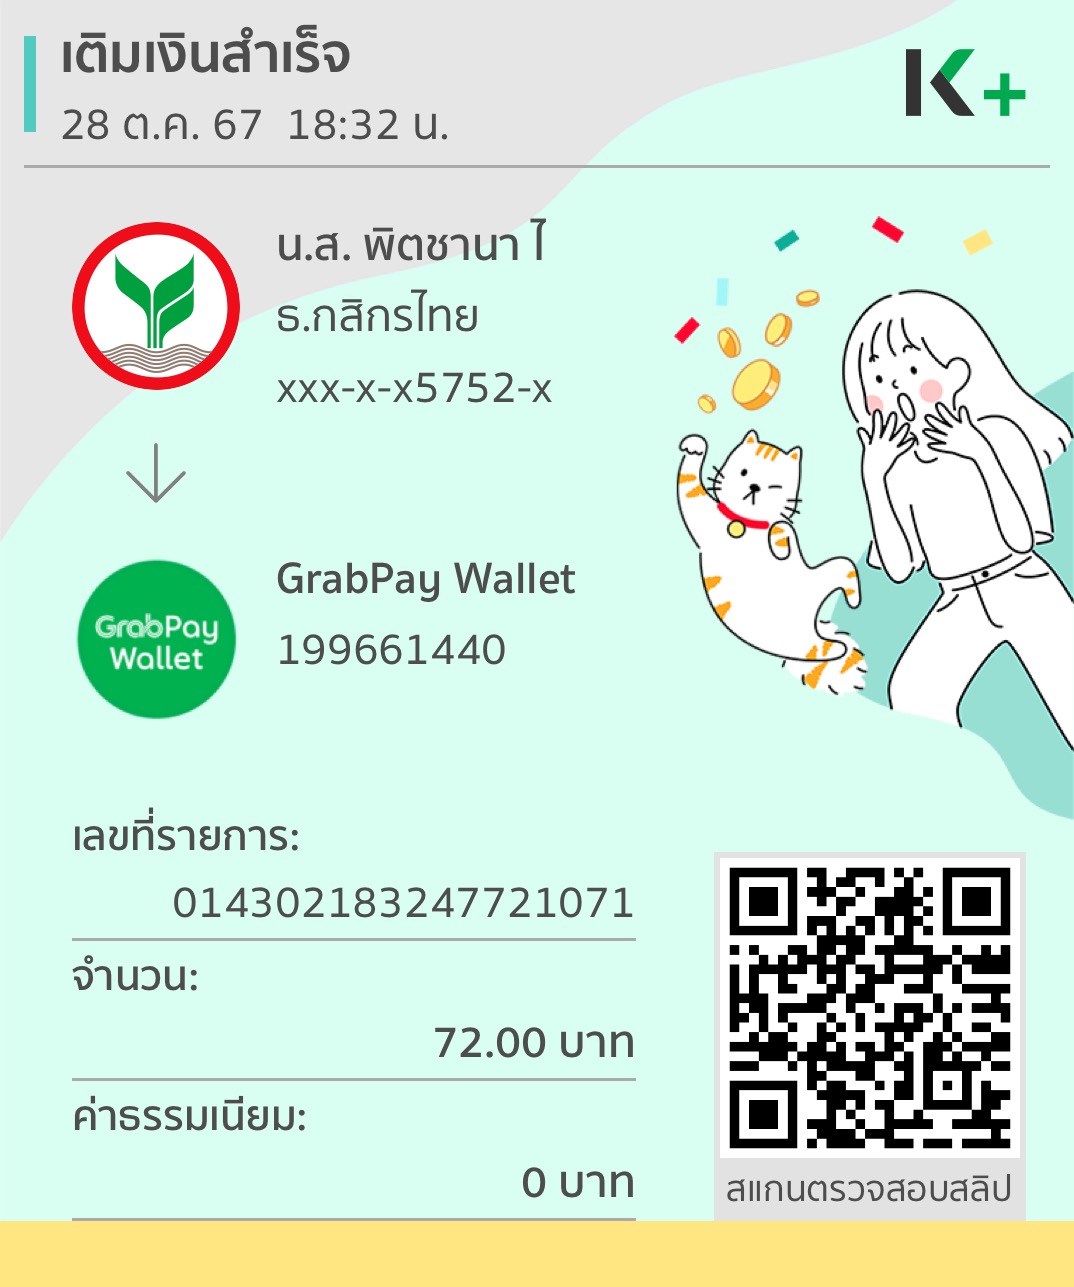 เติมเงินสำเร็จ
28 ต.ค. 67 18:32 น.
K+
น.ส. พิตชานา ไ
ธ.กสิกรไทย
xxx-x-x5752-x
GrabPay Wallet
GrabPay Wallet
199661440
เลขที่รายการ:
014302183247721071
จำนวน:
72.00 บาท
ค่าธรรมเนียม:
0 บาท
สแกนตรวจสอบสลิป